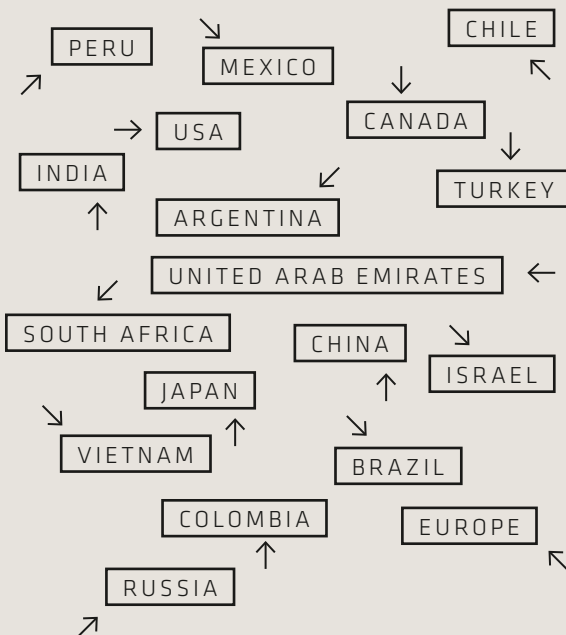 CHILE
PERU
MEXICO
CANADA
USA
INDIA
TURKEY
ARGENTINA
UNITED ARAB EMIRATES
SOUTH AFRICA
CHINA
ISRAEL
JAPAN
VIETNAM
BRAZIL
COLOMBIA
EUROPE
RUSSIA